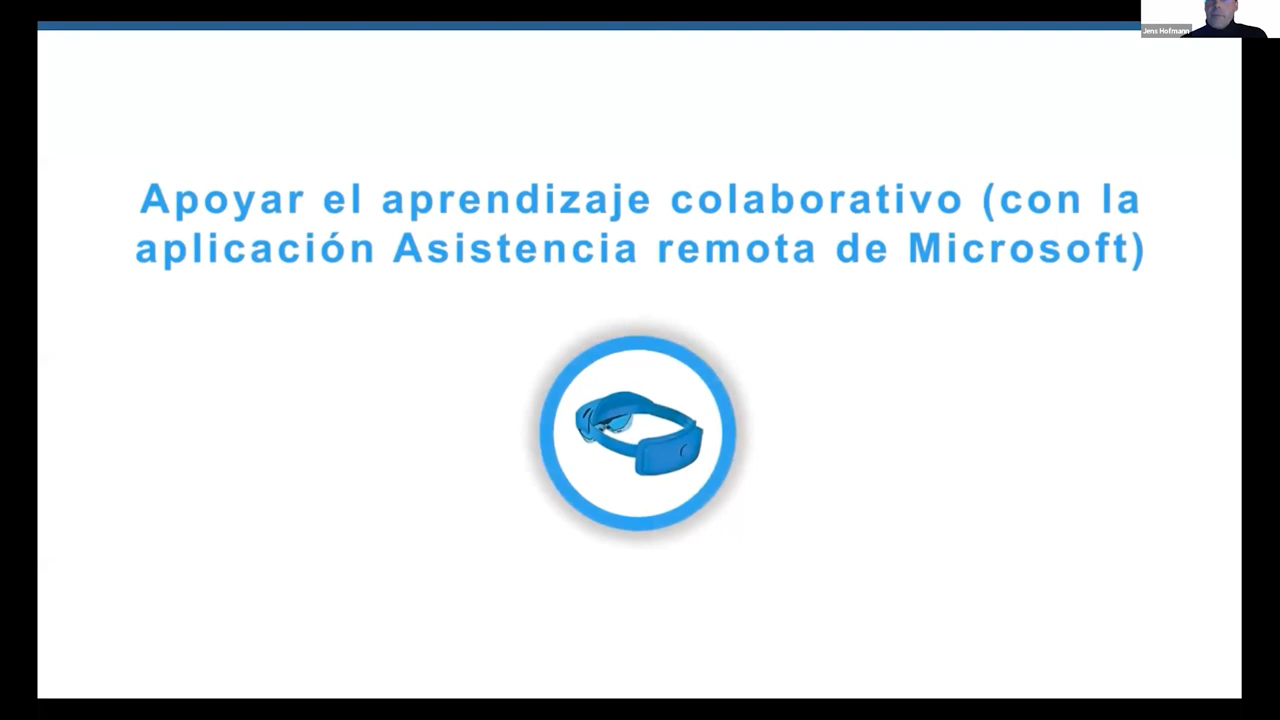 Jens Hofmann
Apoyar el aprendizaje colaborativo (con la
aplicación Asistencia remota de Microsoft)